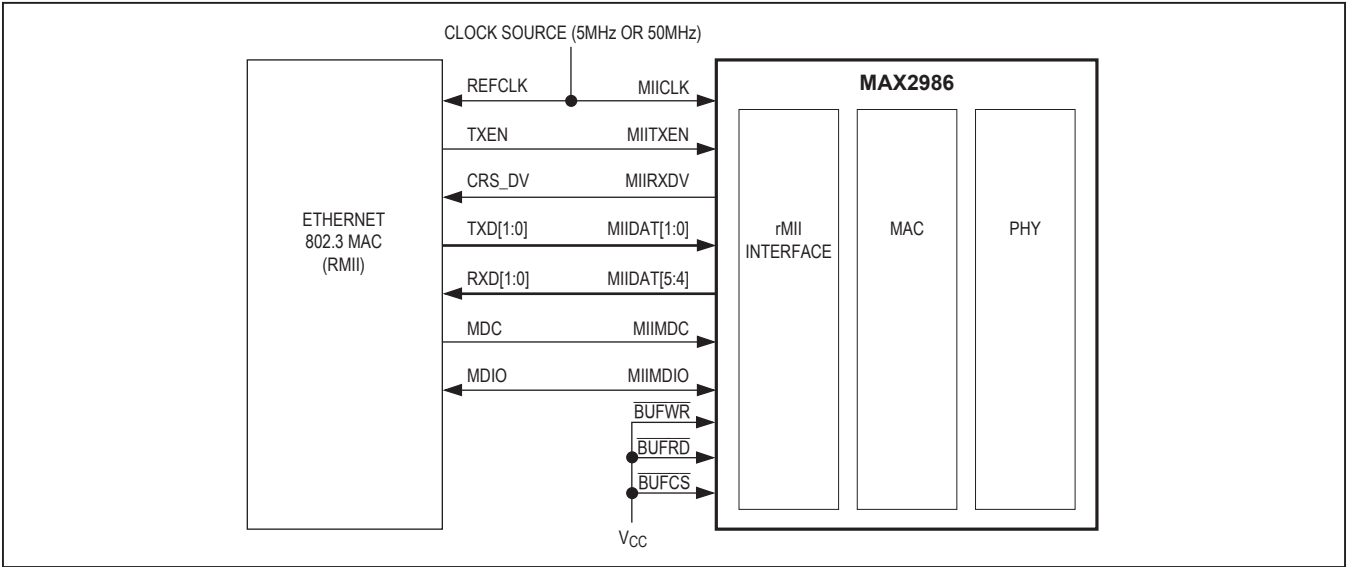 CLOCK SOURCE (5MHz OR 50MHz)
MAX2986
REFCLK MIICLK
TXEN MIITXEN
CRS_DV MIIRXDV
ETHERNET
802.3 MAC
(RMII)
TXD[1:0] MIIDAT[1:0]
rMII
INTERFACE
MAC
PHY
RXD[1:0] MIIDAT[5:4]
MDC MIIMDC
MDIO MIIMDIO
BUFWR
BUFRD
BUFCS
VCC